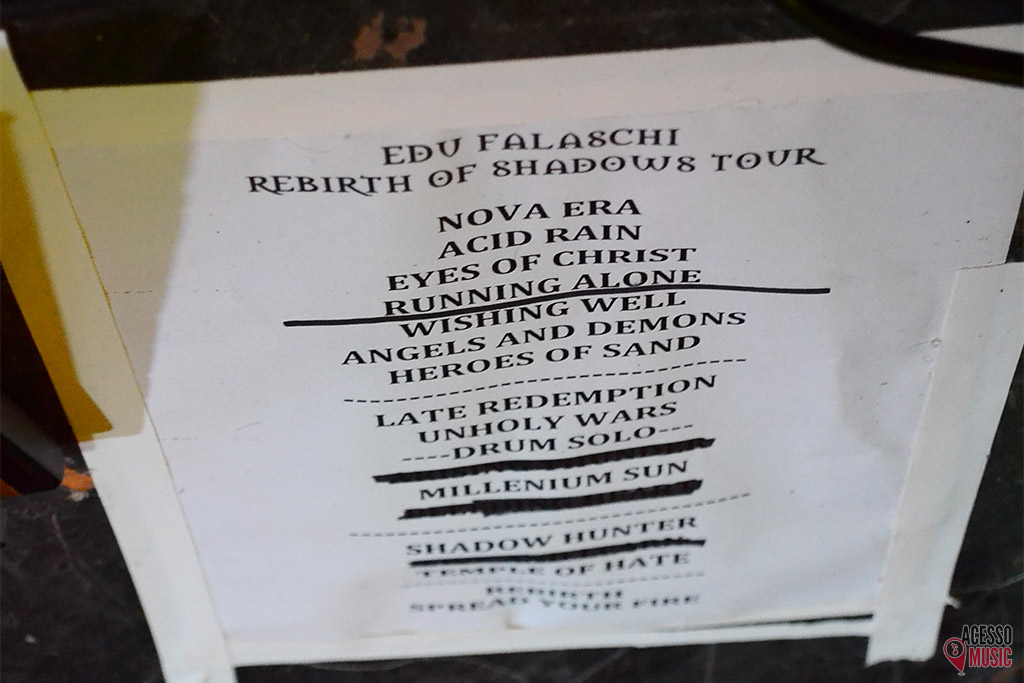 EDU FALASCHI
REBIRTH OF SHADOWS TOUR
NOVA ERA
ACID RAIN
EYES OF CHRIST
RUNNING ALONE
WISHING WELL
ANGELS AND DEMONS
HEROES OF SAND
--------------------------------
LATE REDEMPTION
UNHOLY WARS
----DRUM SOLO---
MILLENIUM SUN
--------------------------------
SHADOW HUNTER
TEMPLE OF HATE
--------------------------------
REBIRTH
SPREAD YOUR FIRE
ACESSO
MUSIC